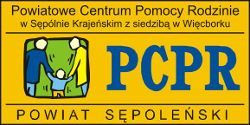 Powiatowe Centrum Pomocy Rodzinie
w Sępólnie Krajeńskim z siedzibą w Więcborku
PCPR
POWIAT SĘPOLEŃSKI